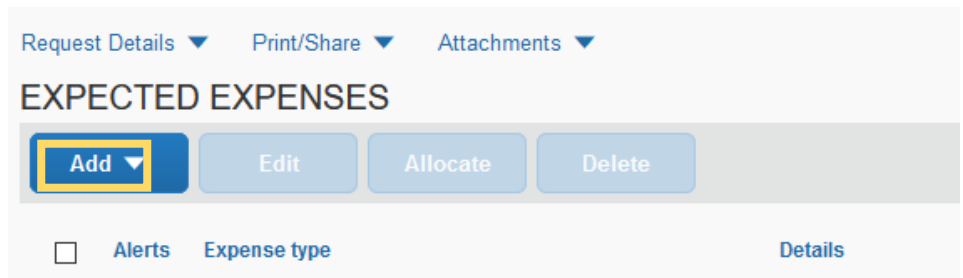 Request Details Print/Share Attachments
EXPECTED EXPENSES
Add Edit Allocate Delete
Alerts Expense type Details